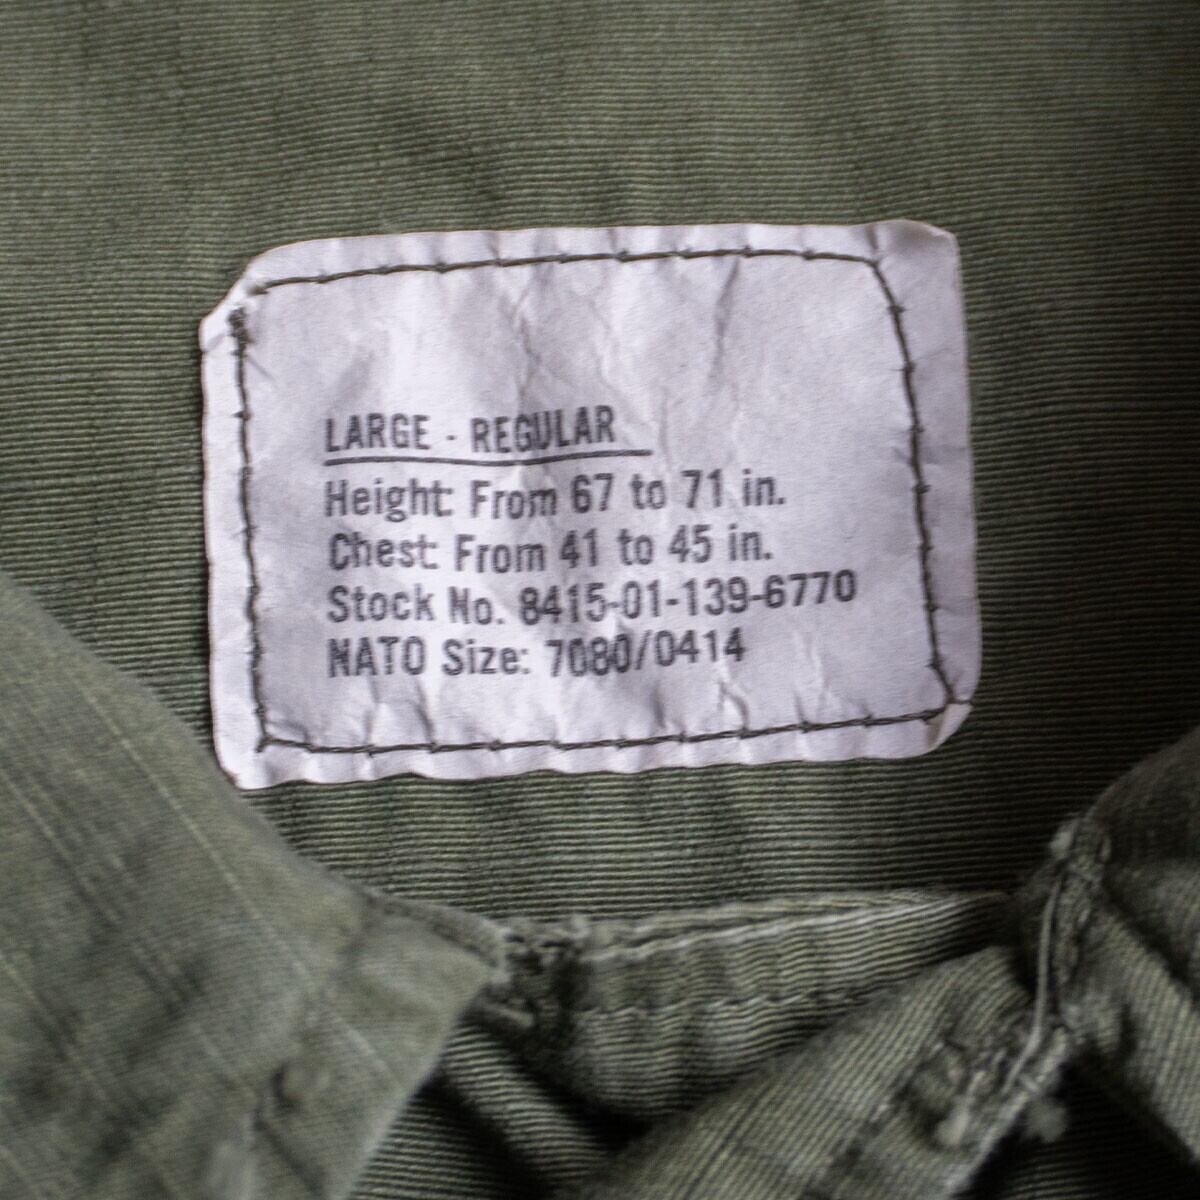 LARGE - REGULAR
Height: From 67 to 71 in.
Chest: From 41 to 45 in.
Stock No. 8415-01-139-6770
NATO Size: 7080/0414